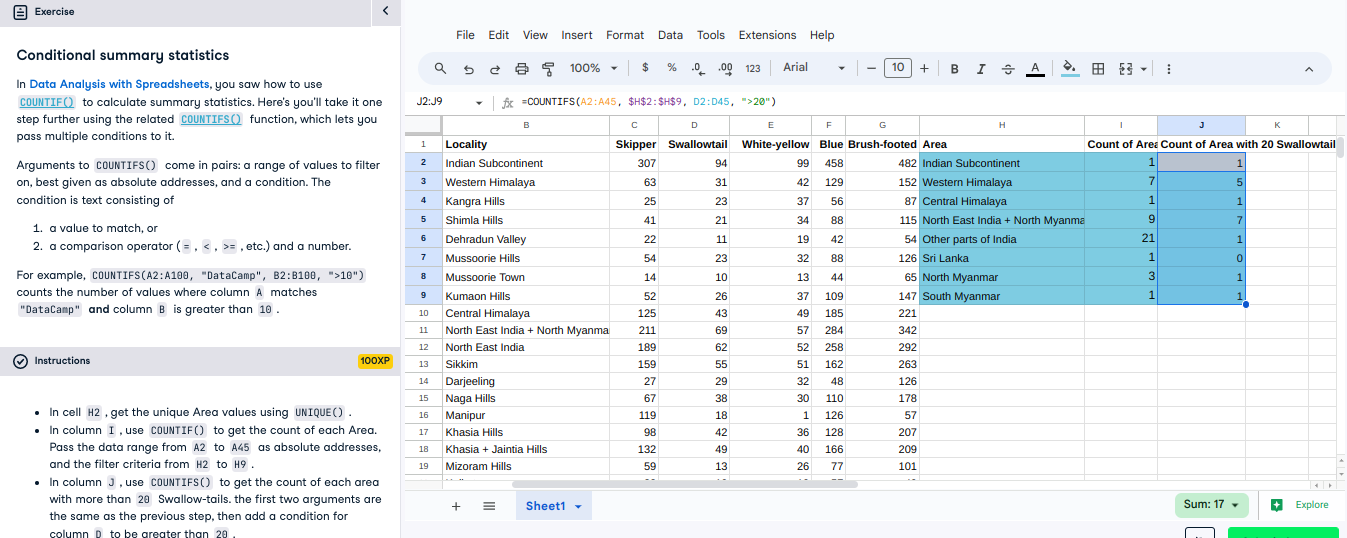 Exercise
Conditional summary statistics
In Data Analysis with Spreadsheets, you saw how to use
COUNTIF() to calculate summary statistics. Here's you'll take it one
step further using the related COUNTIFS() function, which lets you
pass multiple conditions to it.
Arguments to COUNTIFS() come in pairs: a range of values to filter
on, best given as absolute addresses, and a condition. The
condition is text consisting of
1. a value to match, or
2. a comparison operator ( = , < , >= , etc.) and a number.
For example, COUNTIFS(A2:A100, "DataCamp", B2:B100, ">10")
counts the number of values where column A matches
"DataCamp" and column B is greater than 10 .
Instructions 100XP
• In cell H2 , get the unique Area values using UNIQUE() .
• In column I , use COUNTIF() to get the count of each Area.
Pass the data range from A2 to A45 as absolute addresses,
and the filter criteria from H2 to H9 .
• In column J , use COUNTIFS() to get the count of each area
with more than 20 Swallow-tails. the first two arguments are
the same as the previous step, then add a condition for
column D to be greater than 20 .
File Edit View Insert Format Data Tools Extensions Help
100% $ % .0 .00 123 Arial 10 B I S A
J2:J9 fx =COUNTIFS(A2:A45, $H$2:$H$9, D2:D45, ">20")
B C D E F G H I J K
1 Locality Skipper Swallowtail White-yellow Blue Brush-footed Area Count of Area Count of Area with 20 Swallowtail
2 Indian Subcontinent 307 94 99 458 482 Indian Subcontinent 1 1
3 Western Himalaya 63 31 42 129 152 Western Himalaya 7 5
4 Kangra Hills 25 23 37 56 87 Central Himalaya 1 1
5 Shimla Hills 41 21 34 88 115 North East India + North Myanma 9 7
6 Dehradun Valley 22 11 19 42 54 Other parts of India 21 1
7 Mussoorie Hills 54 23 32 88 126 Sri Lanka 1 0
8 Mussoorie Town 14 10 13 44 65 North Myanmar 3 1
9 Kumaon Hills 52 26 37 109 147 South Myanmar 1 1
10 Central Himalaya 125 43 49 185 221
11 North East India + North Myanma 211 69 57 284 342
12 North East India 189 62 52 258 292
13 Sikkim 159 55 51 162 263
14 Darjeeling 27 29 32 48 126
15 Naga Hills 67 38 30 110 178
16 Manipur 119 18 1 126 57
17 Khasia Hills 98 42 36 128 207
18 Khasia + Jaintia Hills 132 49 40 166 209
19 Mizoram Hills 59 13 26 77 101
Sheet1 Sum: 17 Explore